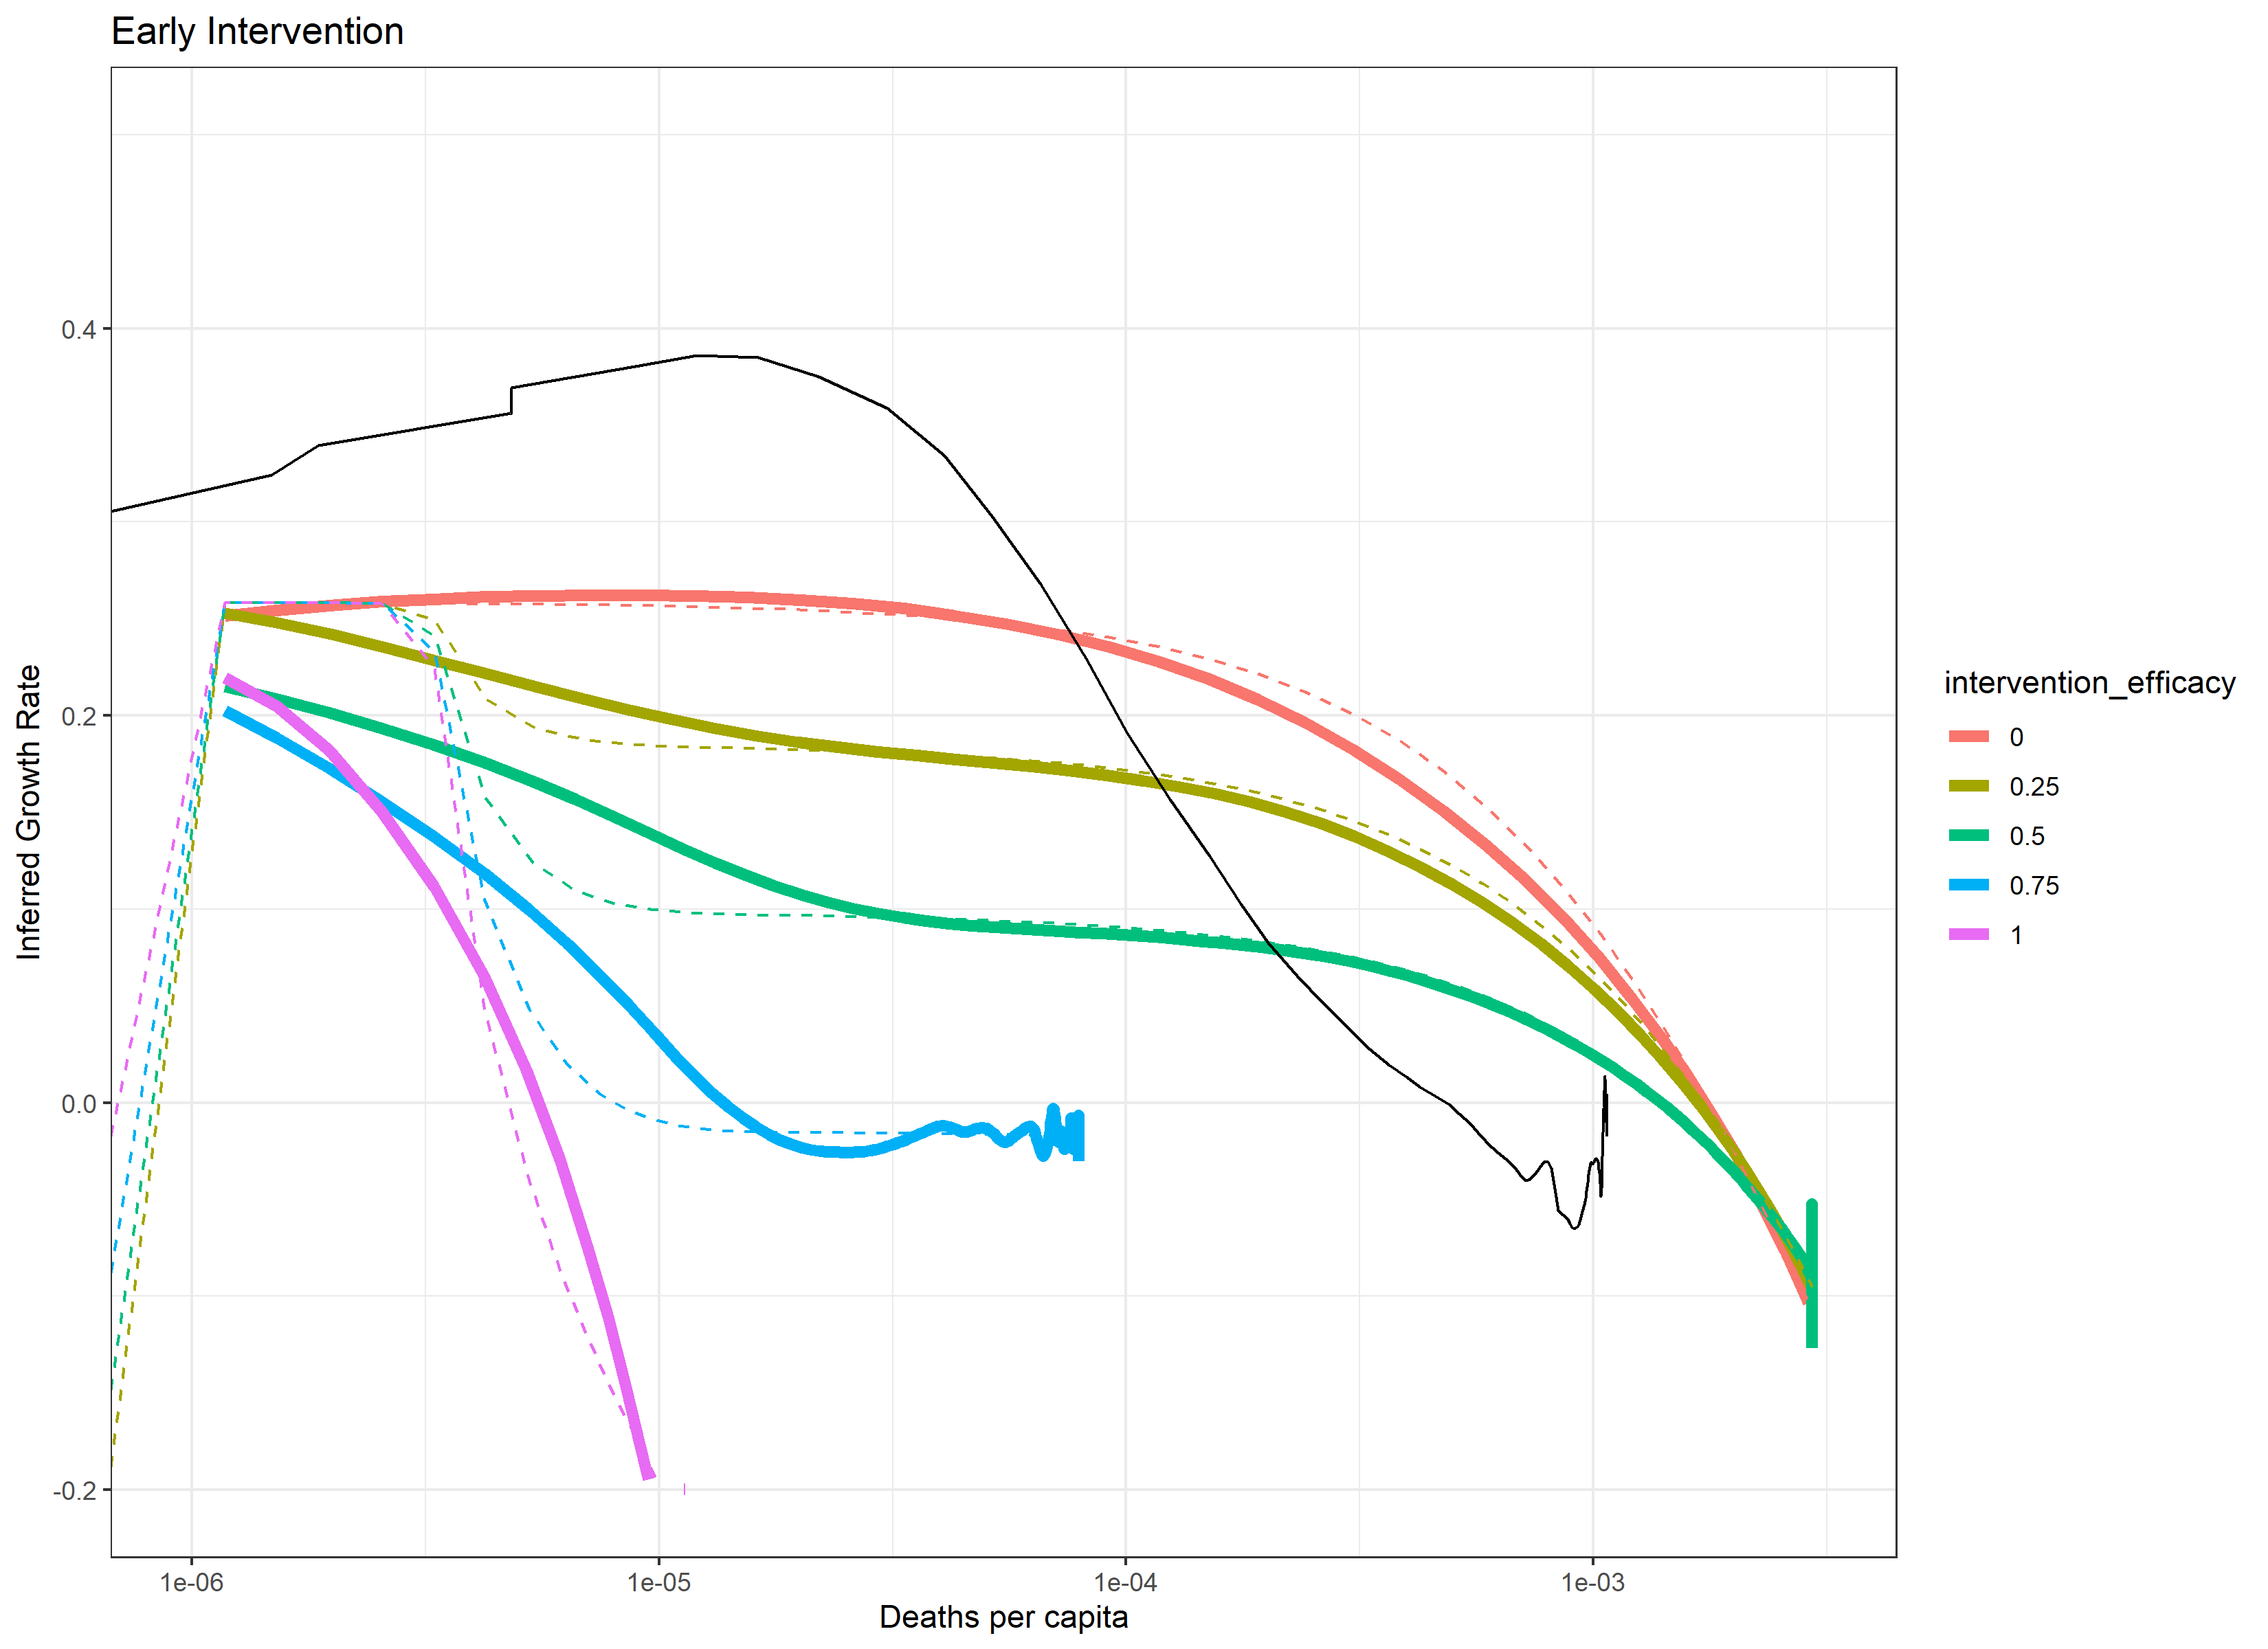 Early Intervention
Inferred Growth Rate
0.4
0.2
0.0
-0.2
1e-06
1e-05
1e-04
1e-03
Deaths per capita
intervention_efficacy
0
0.25
0.5
0.75
1